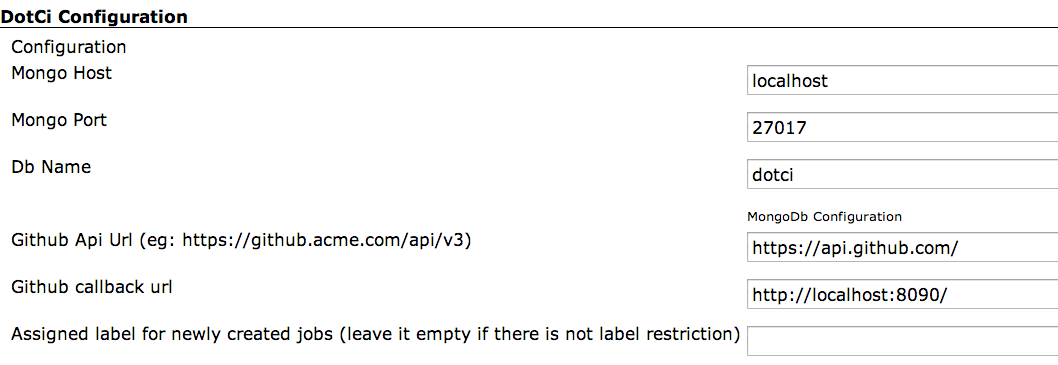 DotCi Configuration
Configuration
Mongo Host
localhost
Mongo Port
27017
Db Name
dotci
MongoDb Configuration
Github Api Url (eg: https://github.acme.com/api/v3)
https://api.github.com/
Github callback url
http://localhost:8090/
Assigned label for newly created jobs (leave it empty if there is not label restriction)